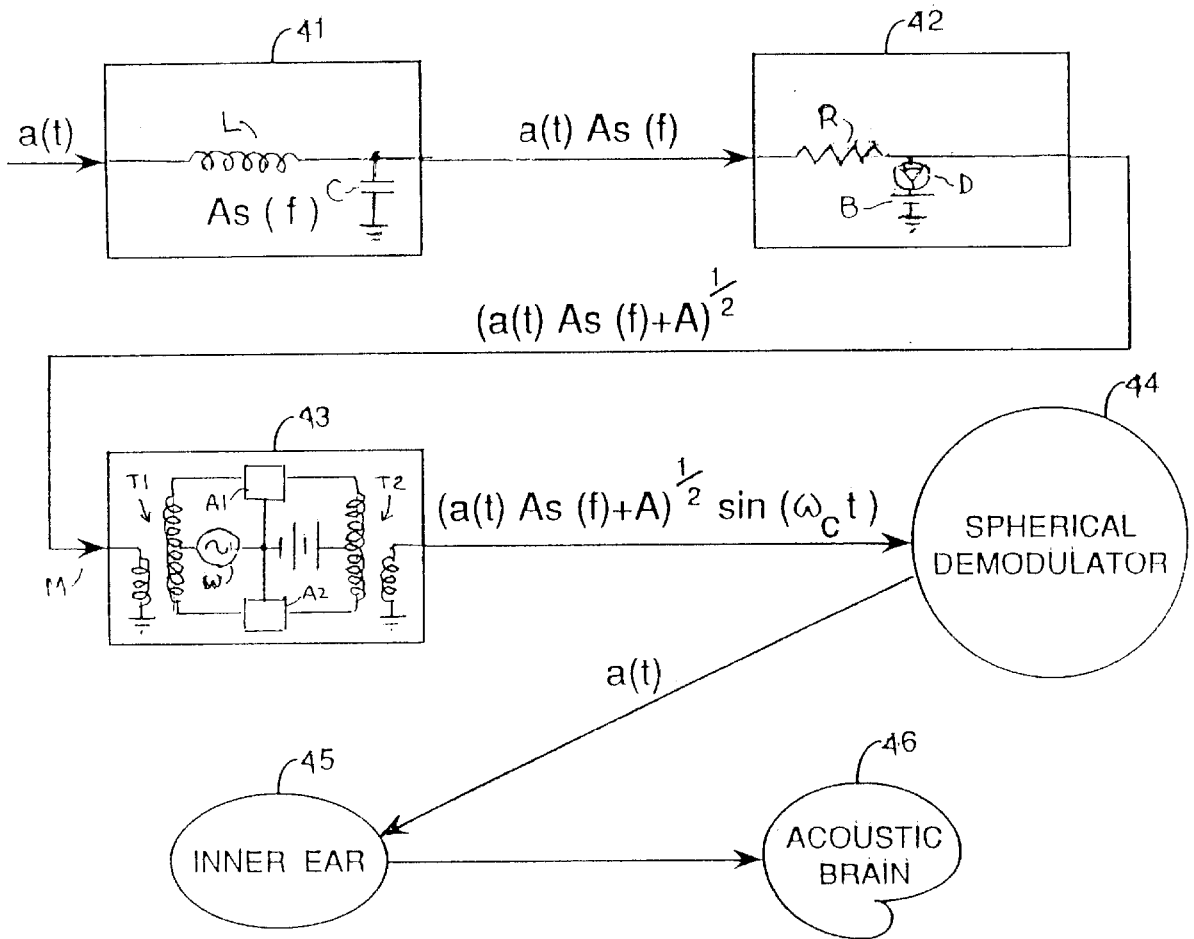 41
42
a(t)
L
a(t) As (f)
R
C
D
B
As (f)
(a(t) As (f)+A)^1/2
43
44
T1
A1
T2
(a(t) As (f)+A)^1/2 sin (ω_c t)
SPHERICAL
DEMODULATOR
M
ω
A2
a(t)
45
46
INNER EAR
ACOUSTIC
BRAIN